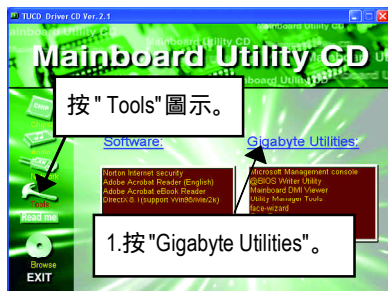 TUCD Driver CD Ver.2.1
Mainboard Utility CD
按 "Tools"圖示。
CHIP
Software:
Gigabyte Utilities:
Norton Internet security
Adobe Acrobat Reader (English)
Adobe Acrobat eBook Reader
DirectX 8.1(support Win98/Me/2k)
Microsoft Management console
@BIOS Writer Utility
Mainboard DMI Viewer
Utility Manager Tools
face-wizard
Tools
Read me
1.按 "Gigabyte Utilities"。
Browse
EXIT